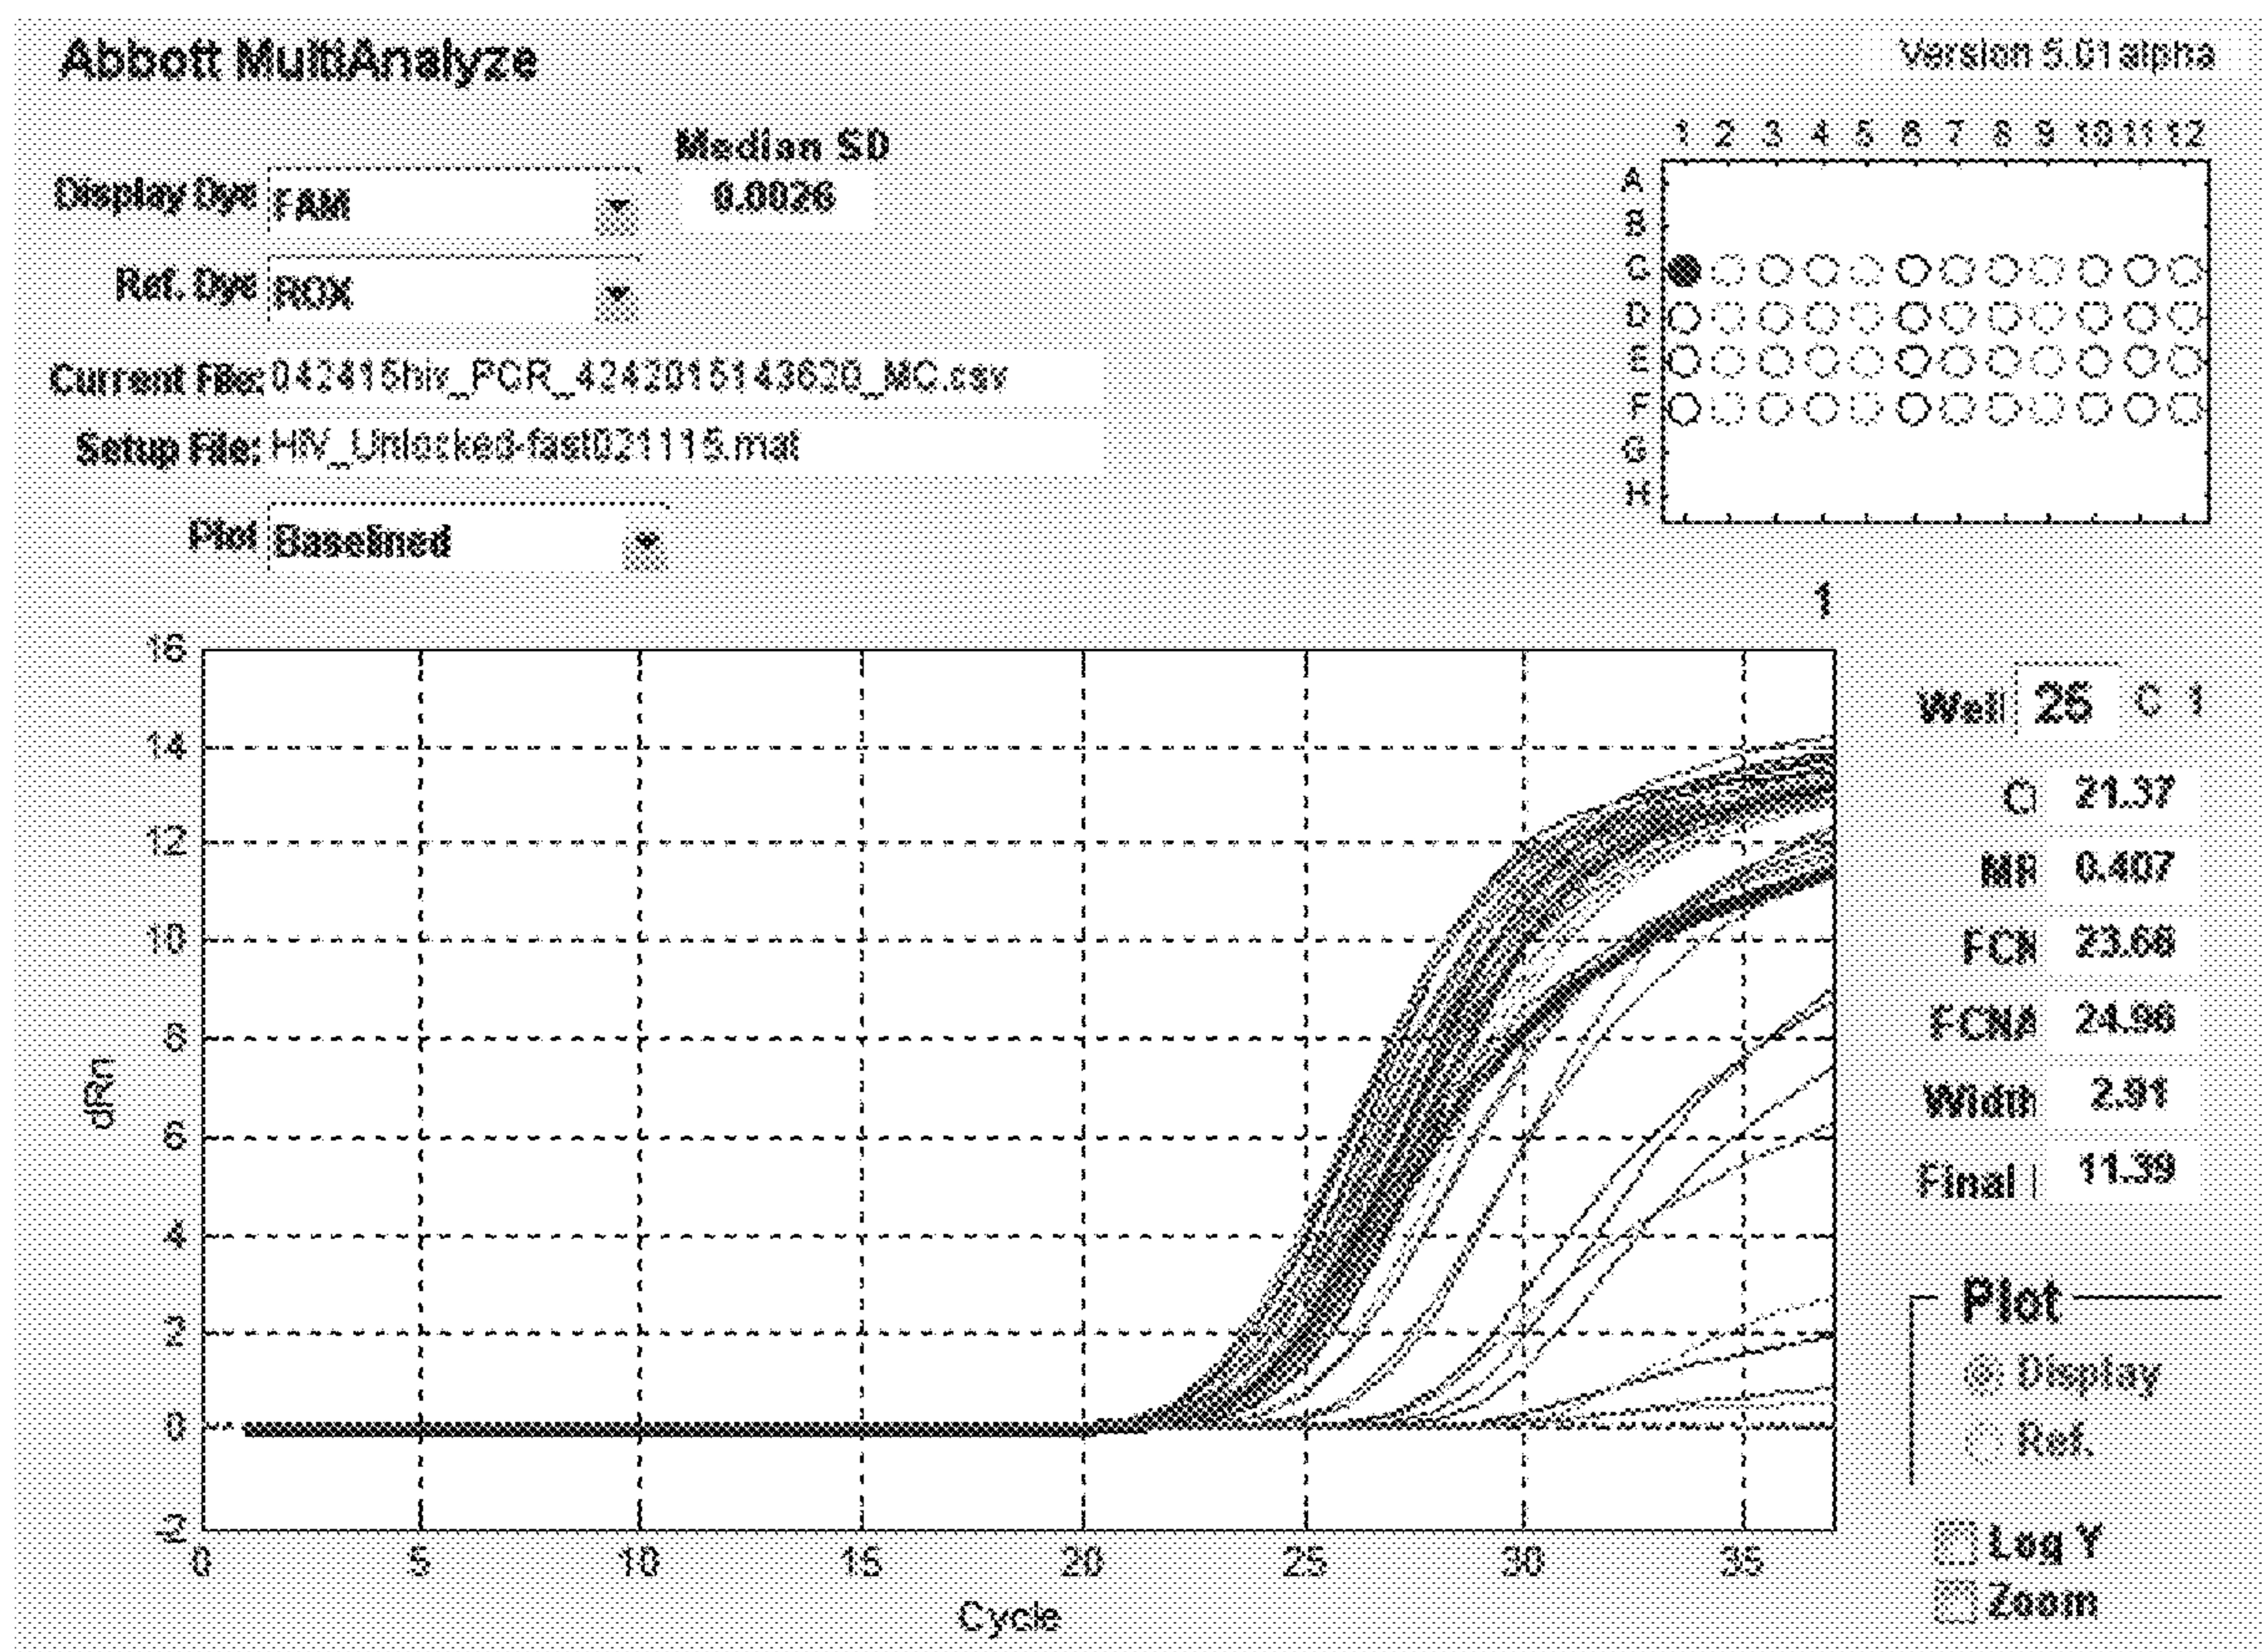 Abbott MultiAnalyze
Version 5.01alpha
Median SD
0.0026
Display Dye FAM
Ref. Dye ROX
Current File: 042415hiv_PCR_4242015143620_MC.csv
Setup File: HIV_Unlocked-fast021115.mat
Plot Baselined
1 2 3 4 5 6 7 8 9 10 11 12
A
B
C
D
E
F
G
H
1
16
14
12
10
8
6
4
2
0
-2
dRn
0 5 10 15 20 25 30 35
Cycle
Well 25 C 1
21.37
MR 0.407
FCN 23.68
FCNA 24.96
Width 2.91
Final 11.39
Plot
Display
Ref.
Log Y
Zoom